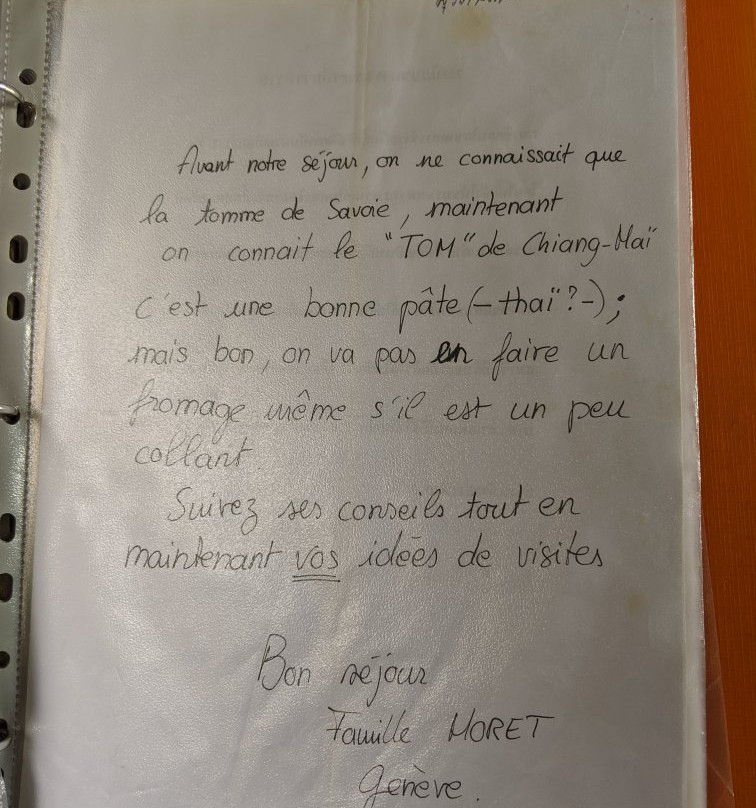 Avant notre séjour, on ne connaissait que
la tomme de Savoie, maintenant
on connait le "TOM" de Chiang-Maï
C'est une bonne pâte (-thaï?-);
mais bon, on va pas en faire un
fromage même s'il est un peu
collant.
Suivez ses conseils tout en
maintenant vos idées de visites
Bon séjour
Famille MORET
Genève.